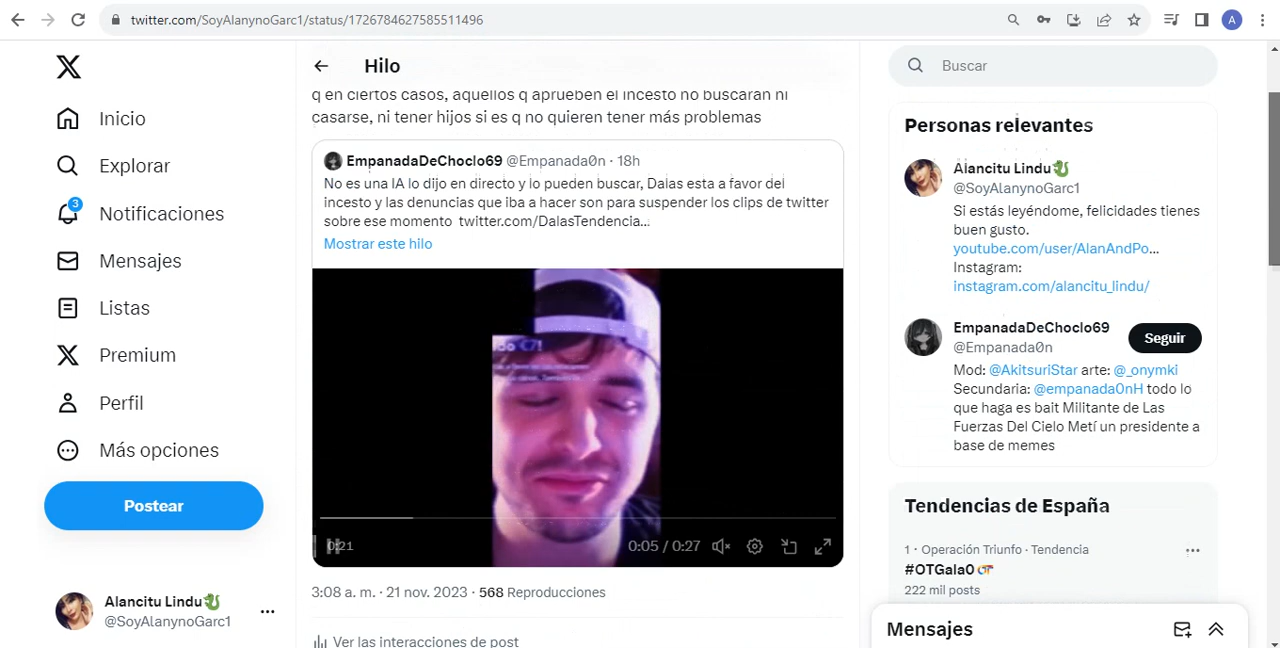 twitter.com/SoyAlanynoGarc1/status/1726784627585511496
A
Inicio
Explorar
3
Notificaciones
Mensajes
Listas
Premium
Perfil
Más opciones
Postear
Alancitu Lindu🐉
@SoyAlanynoGarc1
Hilo
q en ciertos casos, aquellos q aprueben el incesto no buscarán ni
casarse, ni tener hijos si es q no quieren tener más problemas
EmpanadaDeChoclo69 @Empanada0n · 18h
No es una IA lo dijo en directo y lo pueden buscar, Dalas esta a favor del
incesto y las denuncias que iba a hacer son para suspender los clips de twitter
sobre ese momento twitter.com/DalasTendencia…
Mostrar este hilo
0:21
0:05 / 0:27
3:08 a. m. · 21 nov. 2023 · 568 Reproducciones
Ver las interacciones de post
Buscar
Personas relevantes
Alancitu Lindu🐉
@SoyAlanynoGarc1
Si estás leyéndome, felicidades tienes
buen gusto.
youtube.com/user/AlanAndPo…
Instagram:
instagram.com/alancitu_lindu/
EmpanadaDeChoclo69
@Empanada0n
Seguir
Mod: @AkitsuriStar arte: @_onymki
Secundaria: @empanada0nH todo lo
que haga es bait Militante de Las
Fuerzas Del Cielo Metí un presidente a
base de memes
Tendencias de España
1 · Operación Triunfo · Tendencia
#OTGala0
222 mil posts
Mensajes